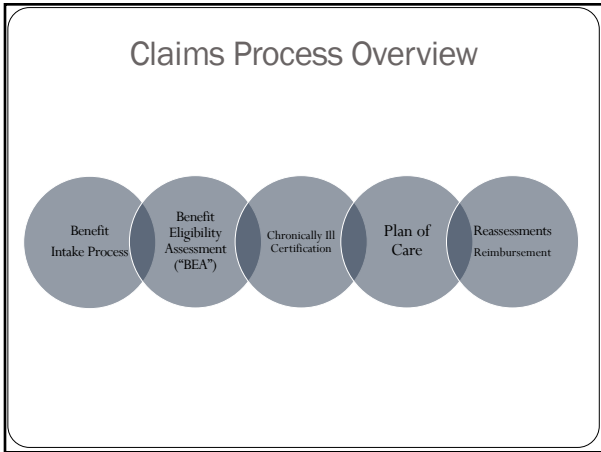 Claims Process Overview
Benefit
Intake Process
Benefit
Eligibility
Assessment
("BEA")
Chronically Ill
Certification
Plan of
Care
Reassessments
Reimbursement